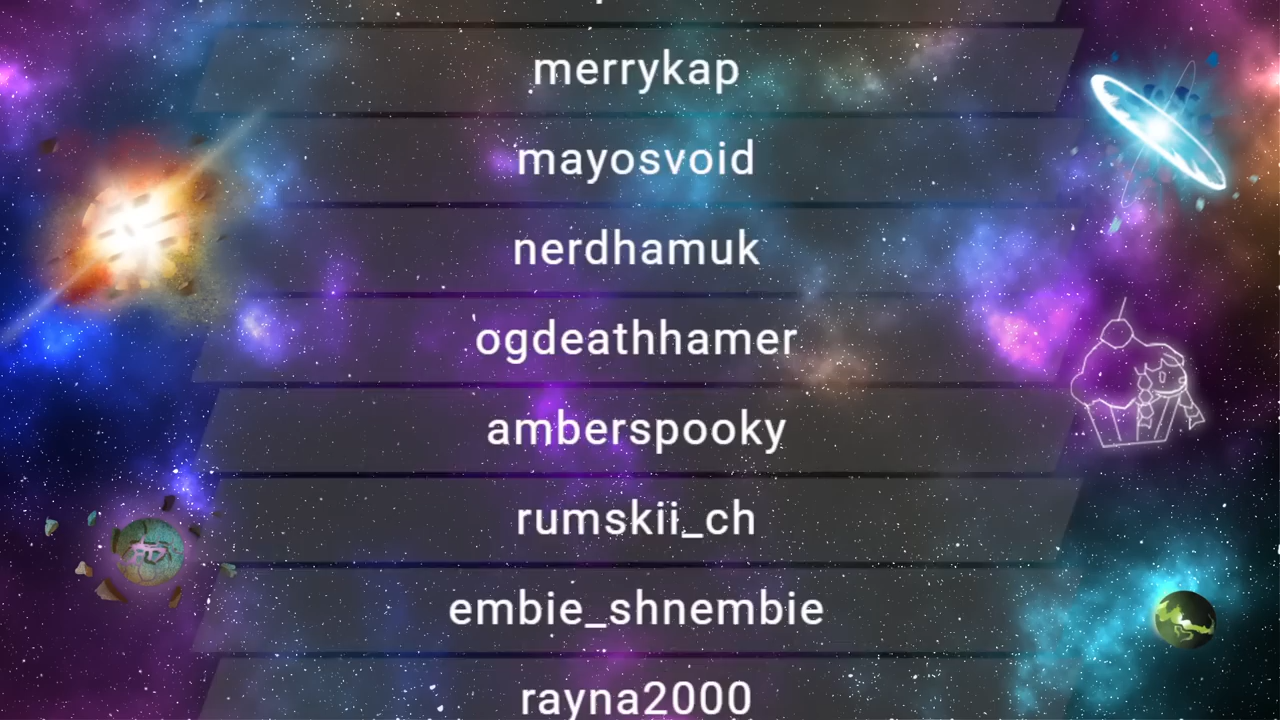 merrykap
mayosvoid
nerdhamuk
ogdeathhamer
amberspooky
rumskii_ch
embie_shnembie
rayna2000